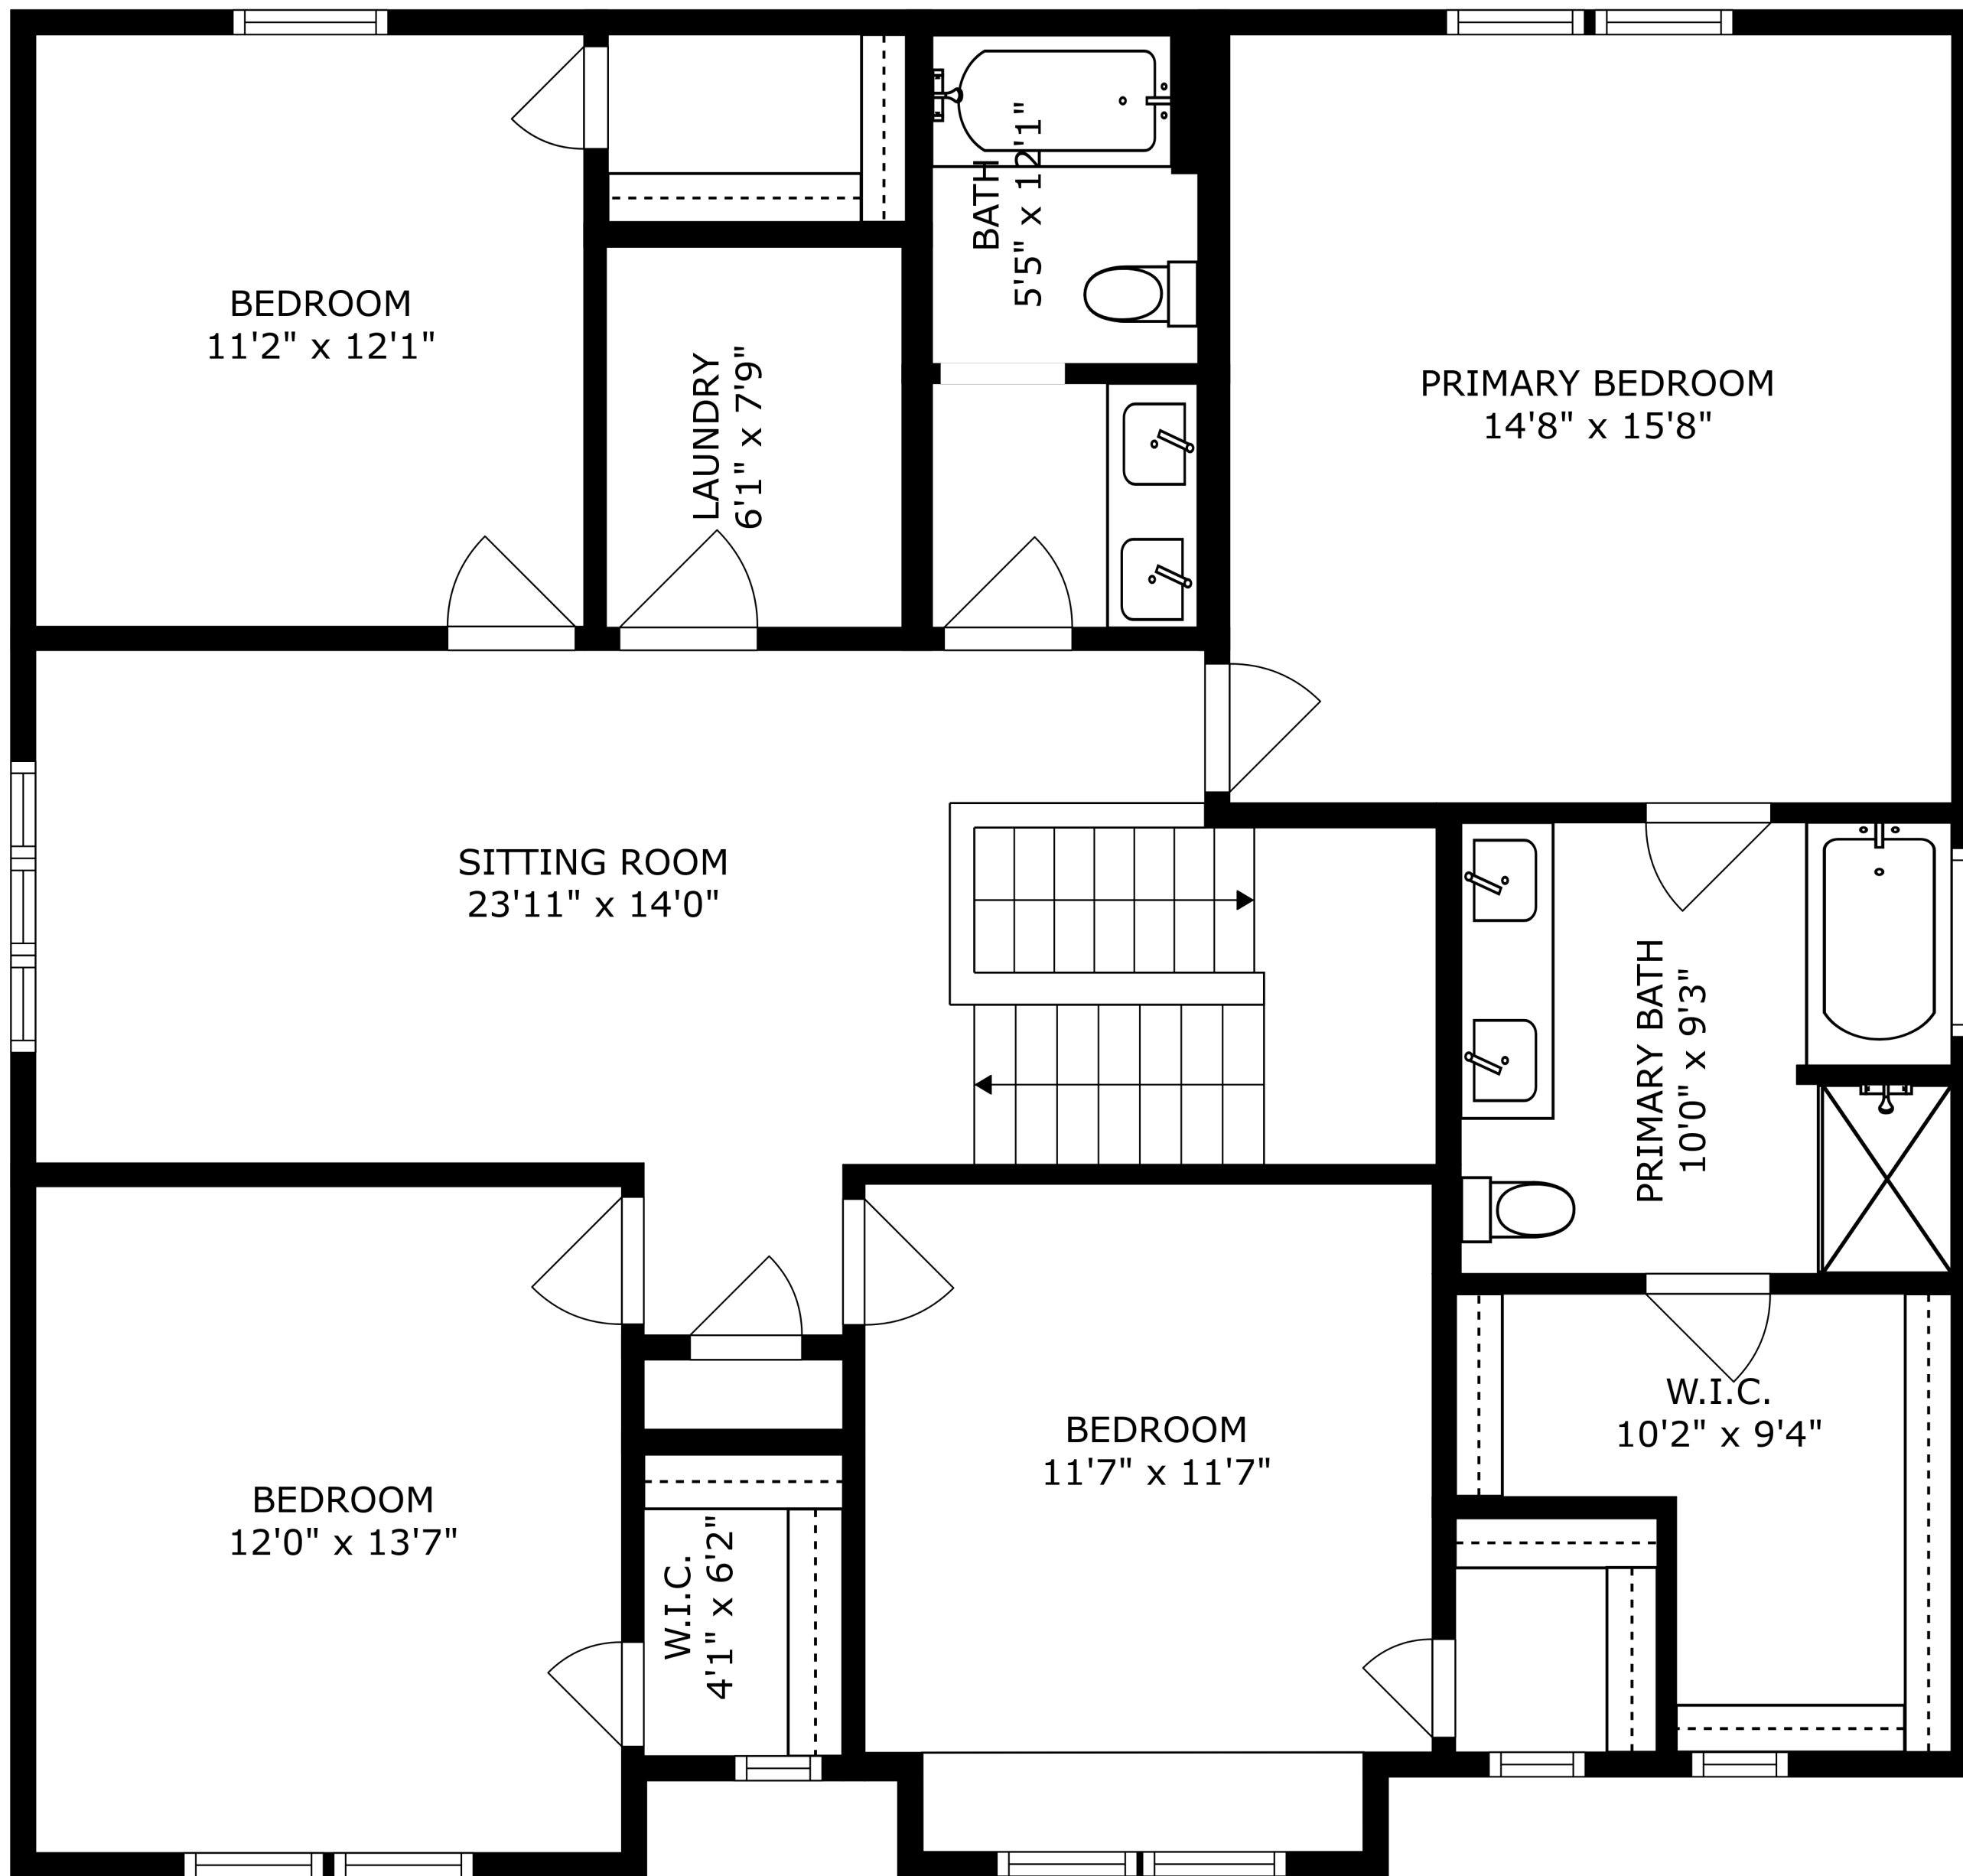 BEDROOM
11'2" x 12'1"
LAUNDRY
6'1" x 7'9"
BATH
5'5" x 12'1"
PRIMARY BEDROOM
14'8" x 15'8"
SITTING ROOM
23'11" x 14'0"
PRIMARY BATH
10'0" x 9'3"
BEDROOM
12'0" x 13'7"
W.I.C.
4'1" x 6'2"
BEDROOM
11'7" x 11'7"
W.I.C.
10'2" x 9'4"